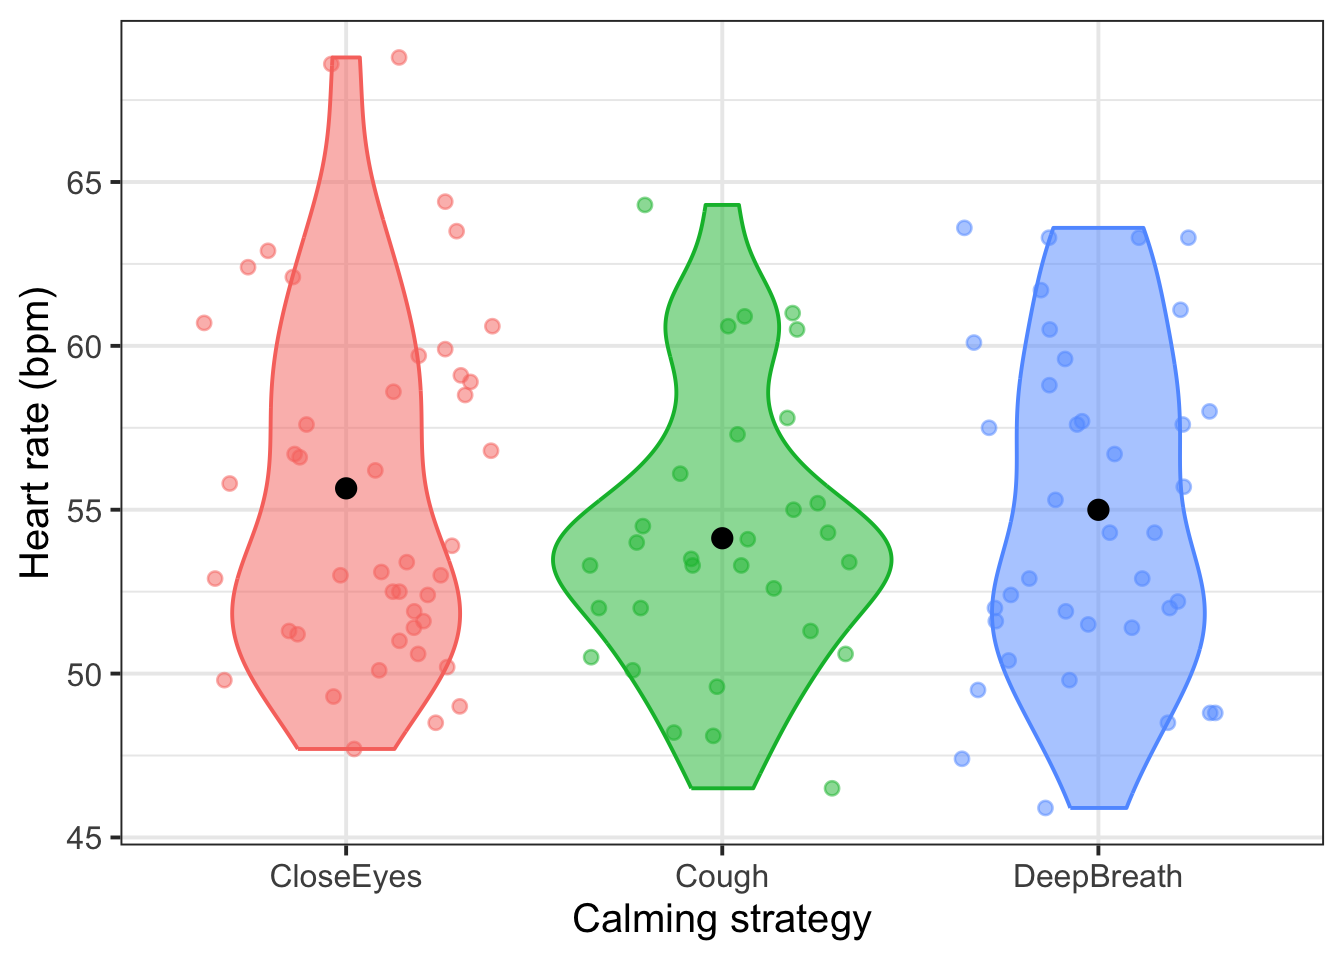 Heart rate (bpm)
65
60
55
50
45
CloseEyes
Cough
DeepBreath
Calming strategy